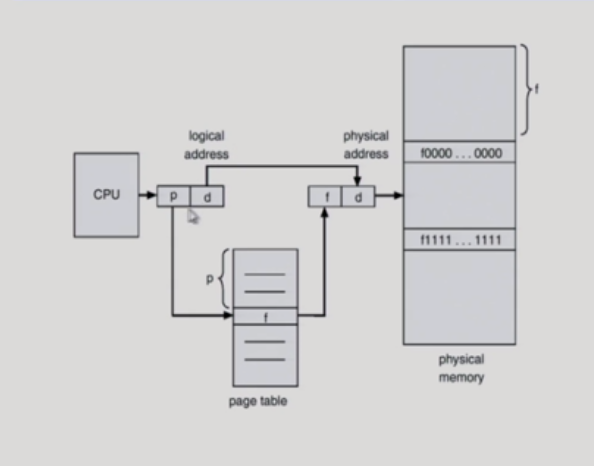 logical
address
physical
address
f
f0000 ... 0000
CPU
p d
f d
f1111 ... 1111
p
f
physical
memory
page table